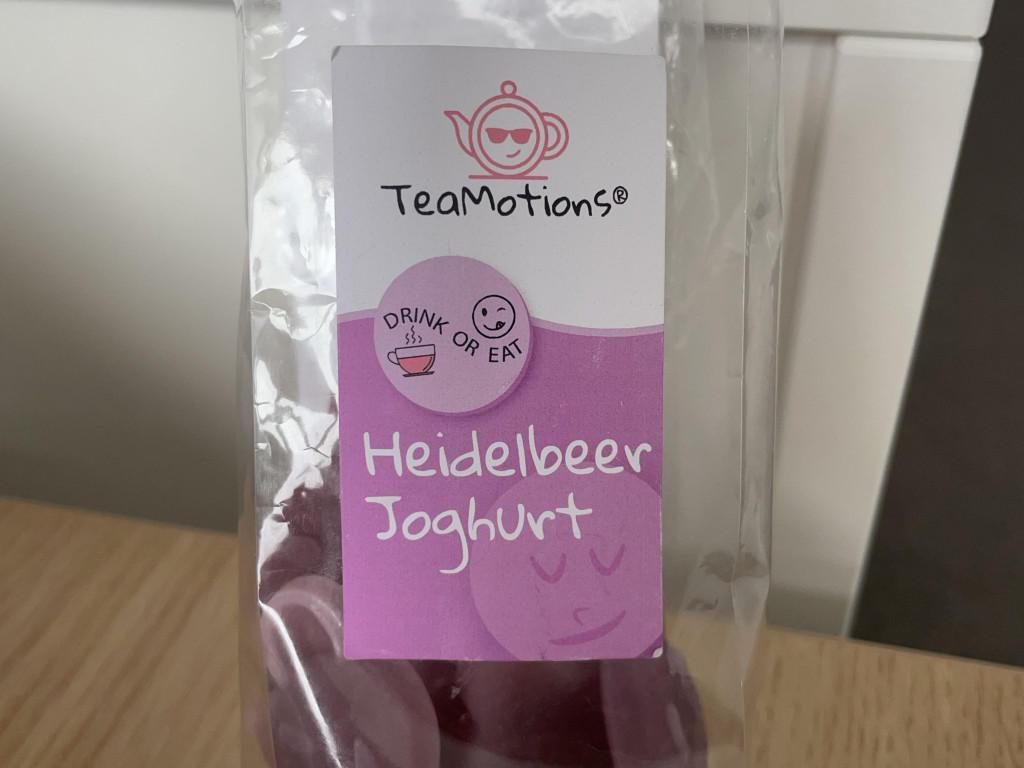 TeaMotions®
DRINK OR EAT
Heidelbeer
Joghurt